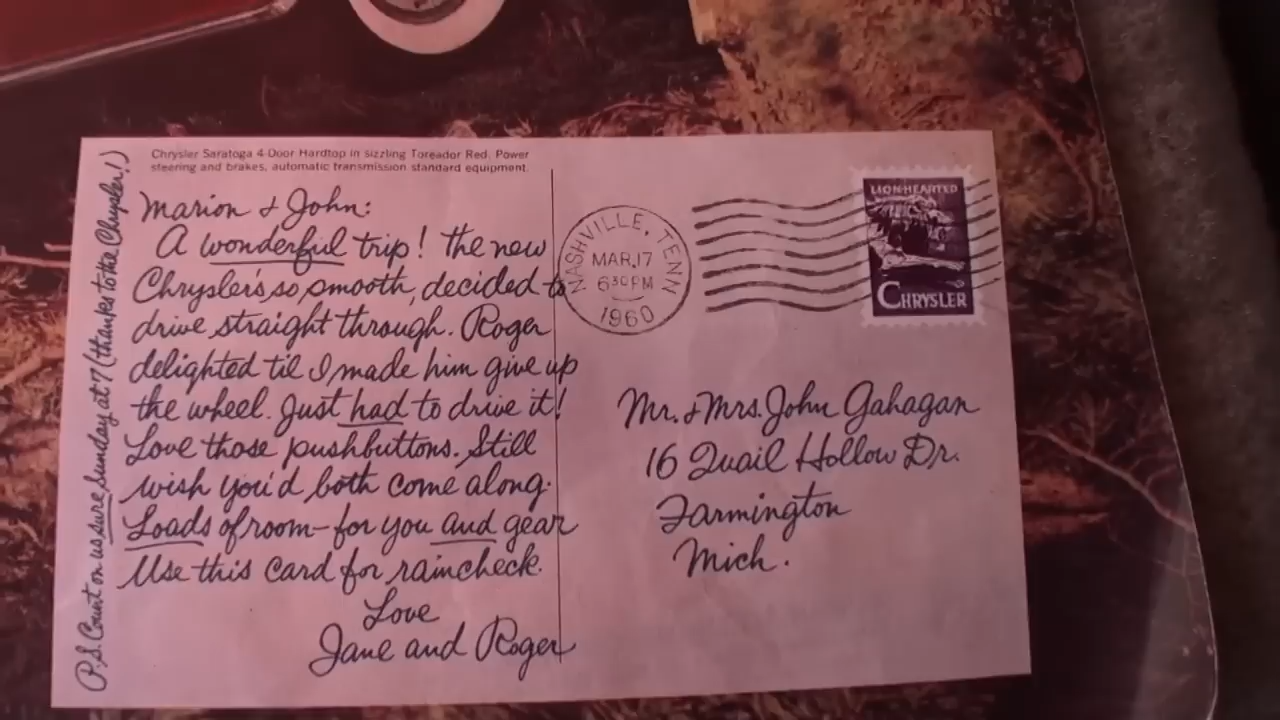 Chrysler Saratoga 4-Door Hardtop in sizzling Toreador Red. Power
steering and brakes, automatic transmission standard equipment.
Marion & John:
A wonderful trip! The new
Chrysler's so smooth, decided to
drive straight through. Roger
delighted til I made him give up
the wheel. Just had to drive it!
Love those pushbuttons. Still
wish you'd both come along.
Loads of room - for you and gear
Use this card for raincheck.
Love
Jane and Roger
P.S. Count on us sure Sunday at 7 (thanks to the Chrysler!)
NASHVILLE, TENN
MAR. 17
6 30 PM
1960
LION-HEARTED
CHRYSLER
Mr. & Mrs. John Gahagan
16 Quail Hollow Dr.
Farmington
Mich.